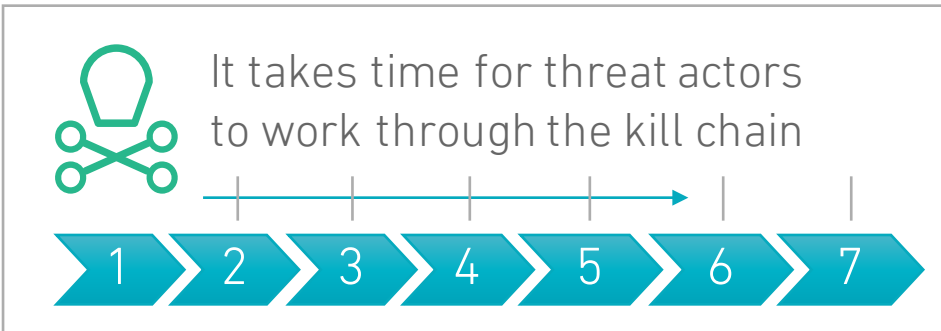 It takes time for threat actors
to work through the kill chain
1 2 3 4 5 6 7